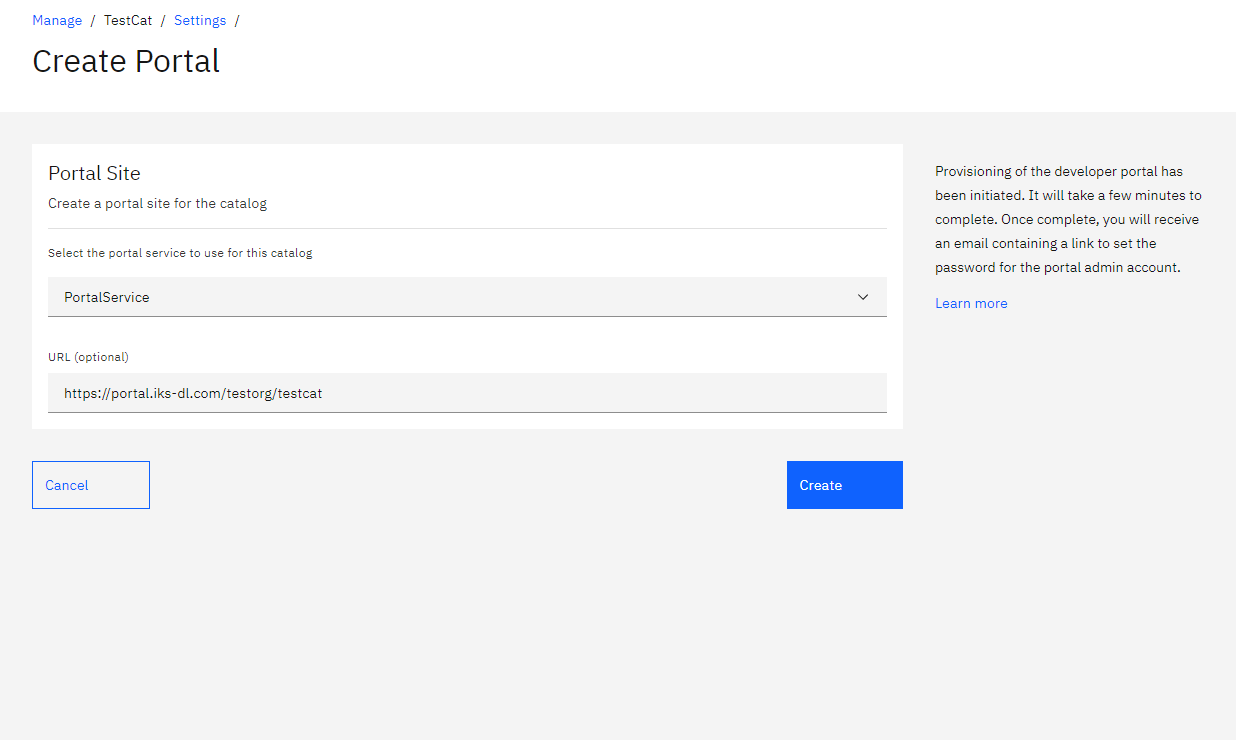 Manage / TestCat / Settings /
Create Portal
Portal Site
Create a portal site for the catalog
Select the portal service to use for this catalog
PortalService
URL (optional)
https://portal.iks-dl.com/testorg/testcat
Cancel
Create
Provisioning of the developer portal has
been initiated. It will take a few minutes to
complete. Once complete, you will receive
an email containing a link to set the
password for the portal admin account.
Learn more